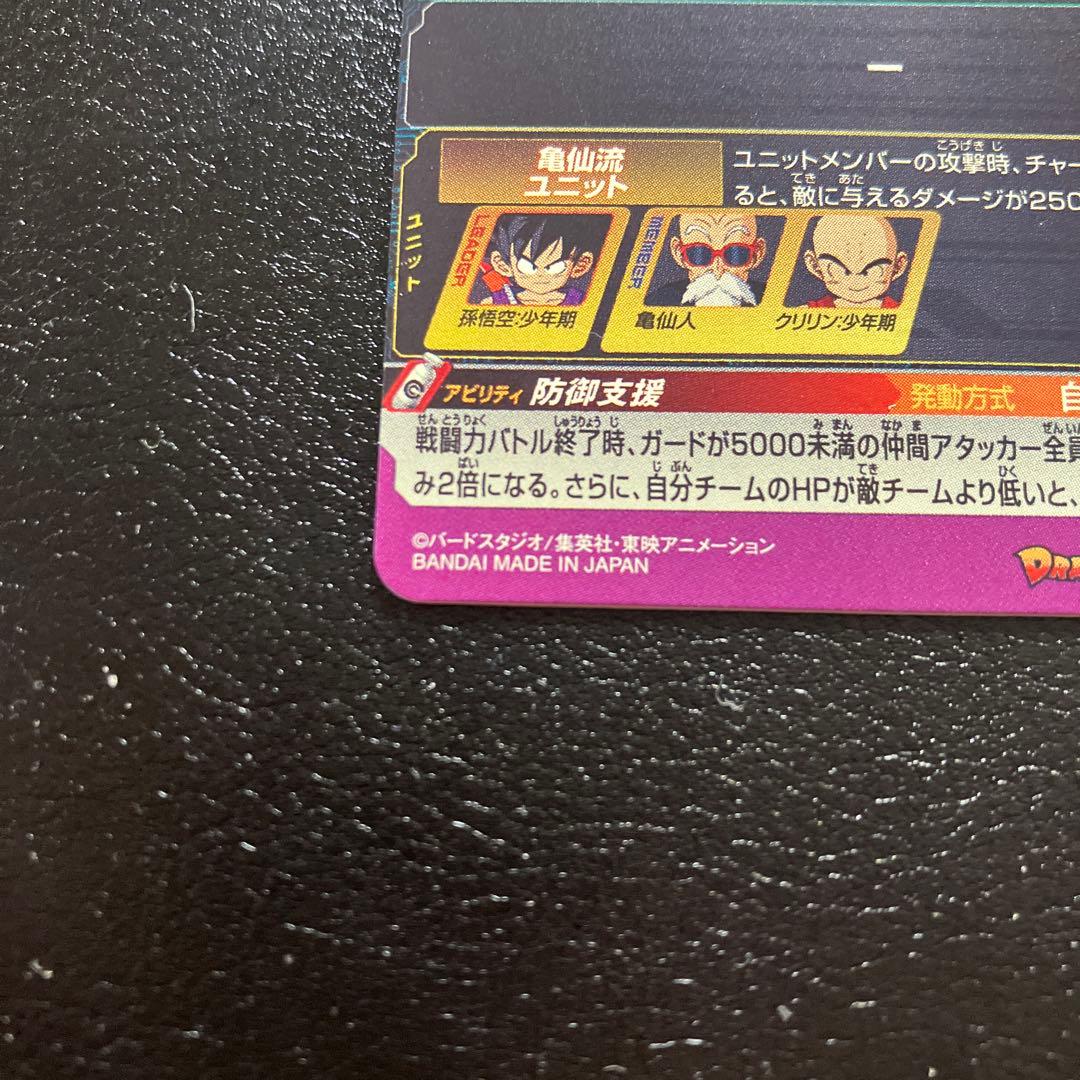 亀仙流
ユニット
ユニットメンバーの攻撃時、チャー
ると、敵に与えるダメージが250
ユニット
LEADER
MEMBER
孫悟空:少年期
亀仙人
クリリン:少年期
アビリティ 防御支援
発動方式 自
戦闘力バトル終了時、ガードが5000未満の仲間アタッカー全員
み2倍になる。さらに、自分チームのHPが敵チームより低いと、
©バードスタジオ/集英社・東映アニメーション
BANDAI MADE IN JAPAN
DRA